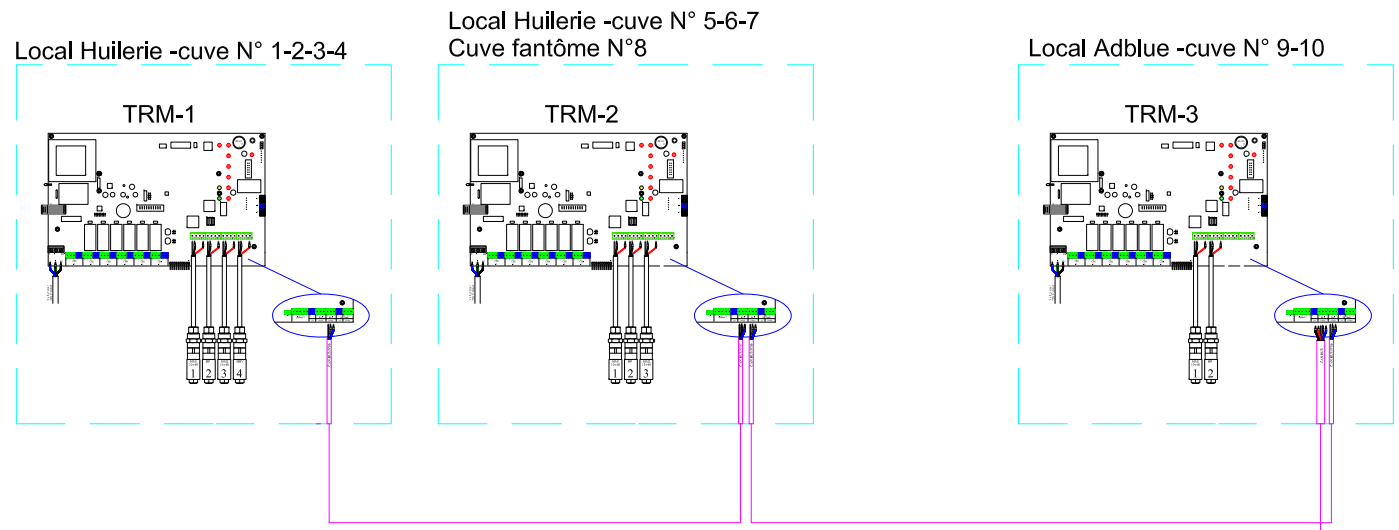 Local Huilerie -cuve N° 5-6-7
Cuve fantôme N°8
Local Huilerie -cuve N° 1-2-3-4
Local Adblue -cuve N° 9-10
TRM-1
TRM-2
TRM-3
1 2 3 4
1 2 3
1 2